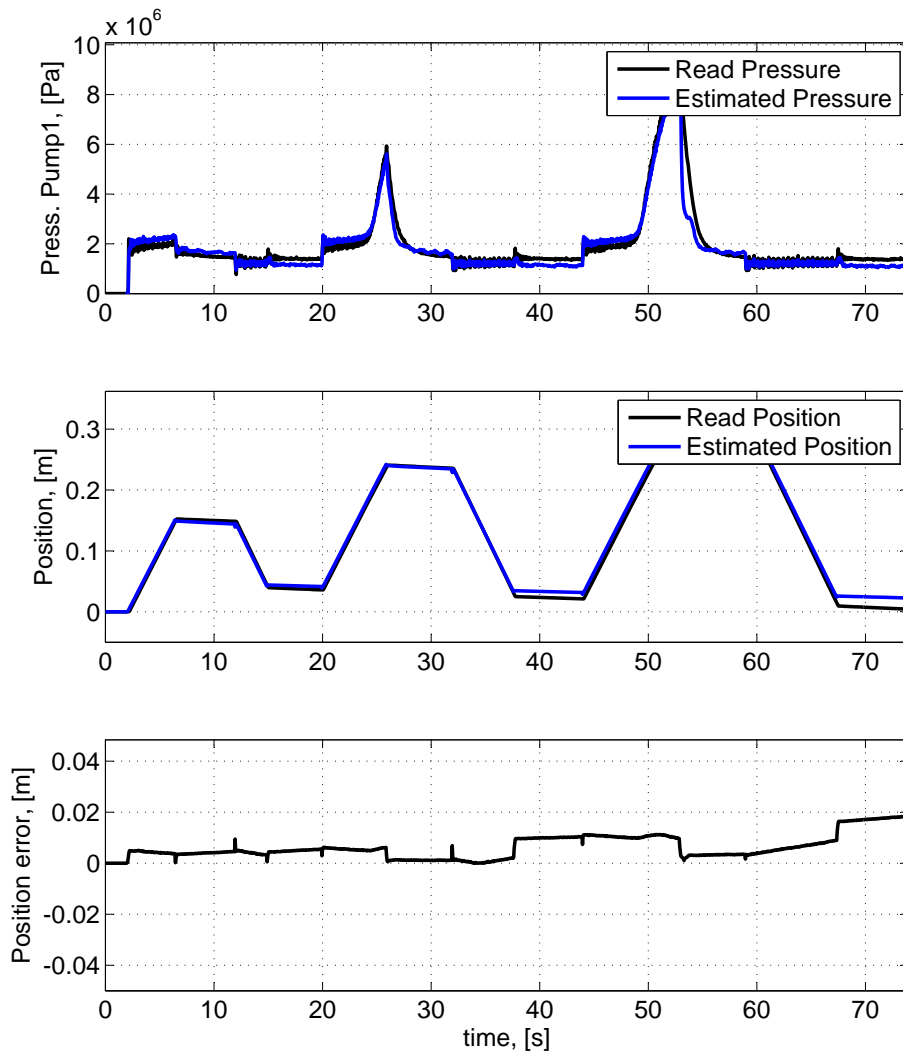 x 10^6
10
8
6
4
2
0
Press. Pump1, [Pa]
Read Pressure
Estimated Pressure
0 10 20 30 40 50 60 70
0.3
0.2
0.1
0
Position, [m]
Read Position
Estimated Position
0 10 20 30 40 50 60 70
0.04
0.02
0
-0.02
-0.04
Position error, [m]
0 10 20 30 40 50 60 70
time, [s]